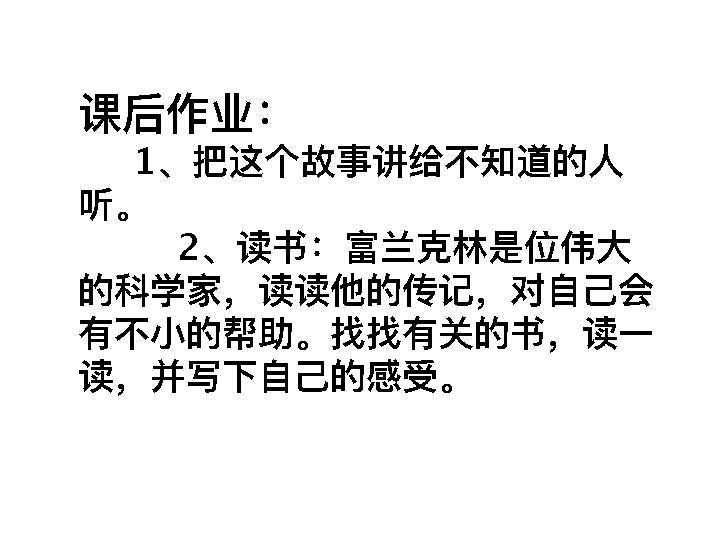 课后作业：
1、把这个故事讲给不知道的人
听。
2、读书：富兰克林是位伟大
的科学家，读读他的传记，对自己会
有不小的帮助。找找有关的书，读一
读，并写下自己的感受。